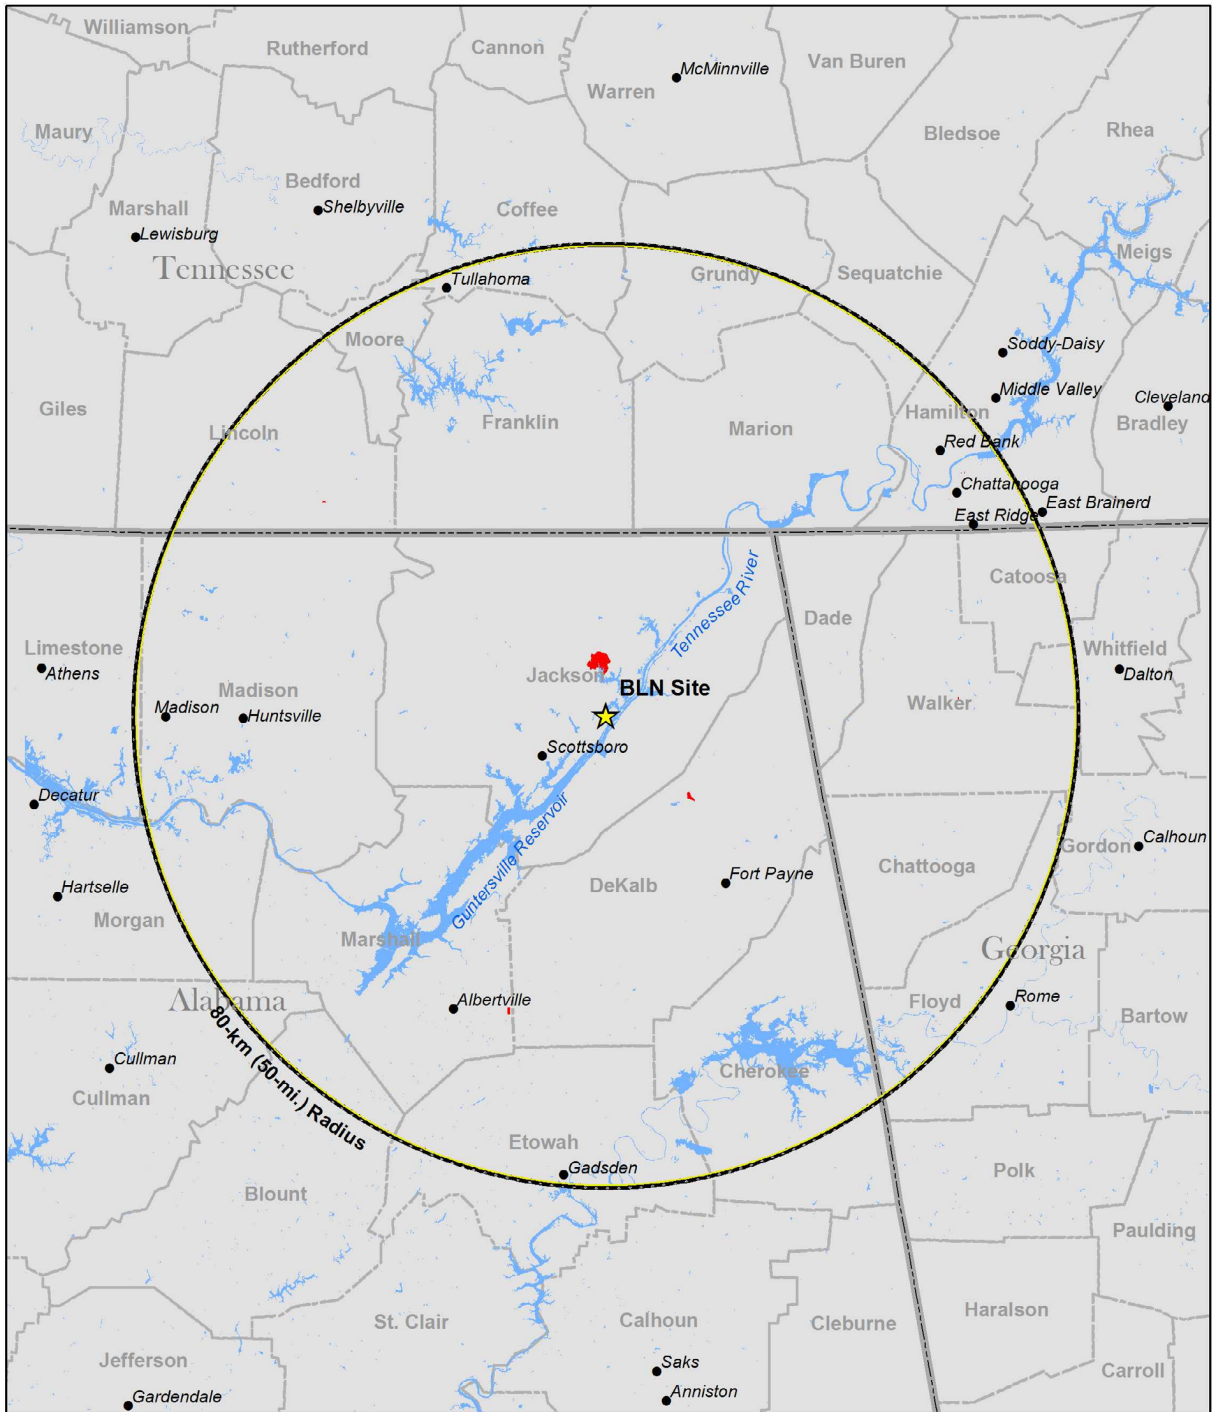 Williamson
Rutherford
Cannon
McMinnville
Van Buren
Warren
Maury
Bledsoe
Rhea
Bedford
Marshall
Shelbyville
Coffee
Lewisburg
Tennessee
Meigs
Grundy
Sequatchie
Tullahoma
Moore
Soddy-Daisy
Middle Valley
Cleveland
Giles
Hamilton
Lincoln
Franklin
Marion
Bradley
Red Bank
Chattanooga
East Brainerd
East Ridge
Catoosa
Tennessee River
Dade
Limestone
Whitfield
Athens
Jackson
Dalton
BLN Site
Madison
Walker
Madison
Huntsville
Scottsboro
Decatur
Guntersville Reservoir
Calhoun
Gordon
Chattooga
Fort Payne
DeKalb
Hartselle
Morgan
Marshall
Georgia
Alabama
Albertville
Floyd
Rome
Bartow
80-km (50-mi.) Radius
Cullman
Cherokee
Cullman
Etowah
Gadsden
Polk
Blount
Paulding
Haralson
St. Clair
Calhoun
Cleburne
Jefferson
Saks
Carroll
Gardendale
Anniston